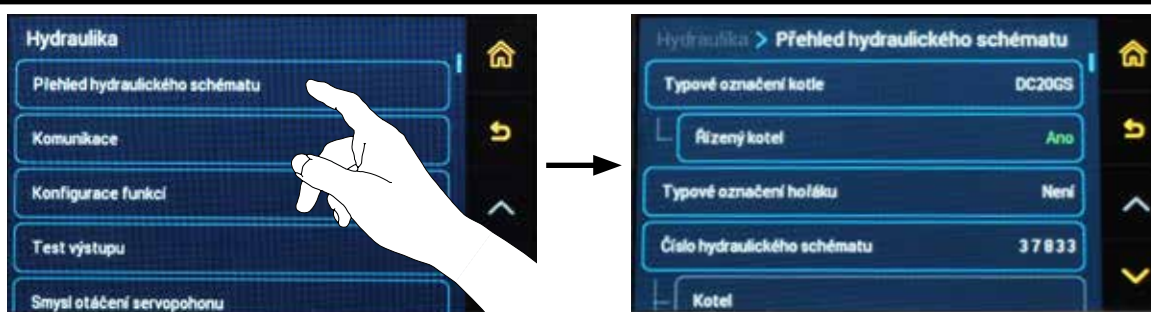 Hydraulika
Přehled hydraulického schématu
Komunikace
Konfigurace funkcí
Test výstupu
Smysl otáčení servopohonu
Hydraulika > Přehled hydraulického schématu
Typové označení kotle DC20GS
Řízený kotel Ano
Typové označení hořáku Není
Číslo hydraulického schématu 37833
Kotel